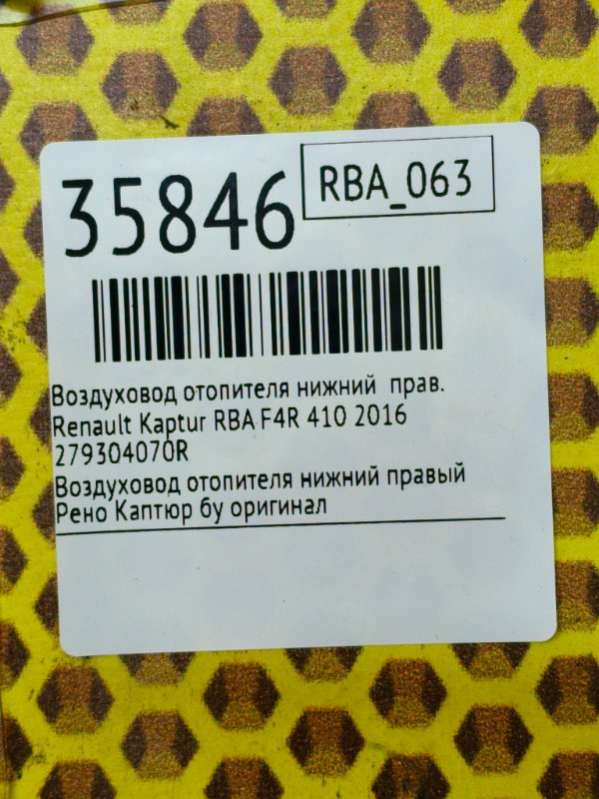 35846
RBA_063
Воздуховод отопителя нижний прав.
Renault Kaptur RBA F4R 410 2016
279304070R
Воздуховод отопителя нижний правый
Рено Каптюр бу оригинал